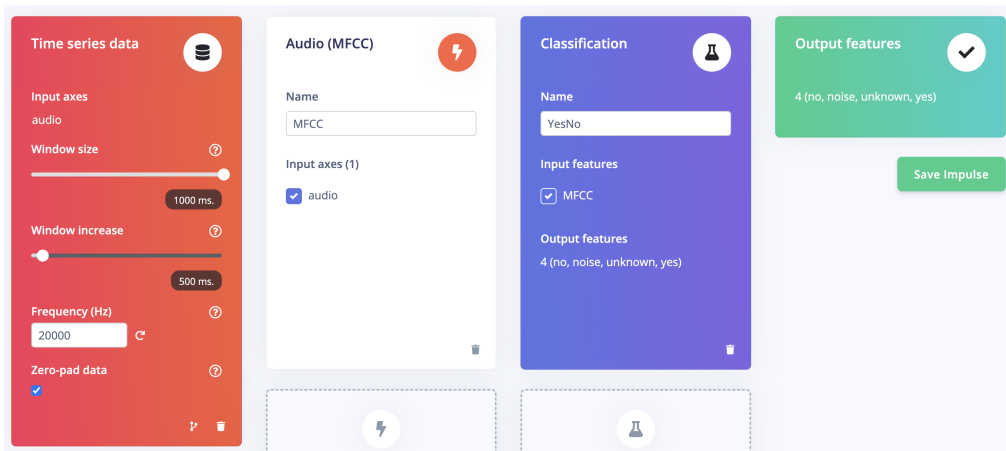 Time series data
Input axes
audio
Window size
1000 ms.
Window increase
500 ms.
Frequency (Hz)
20000
Zero-pad data
Audio (MFCC)
Name
MFCC
Input axes (1)
audio
Classification
Name
YesNo
Input features
MFCC
Output features
4 (no, noise, unknown, yes)
Output features
4 (no, noise, unknown, yes)
Save Impulse